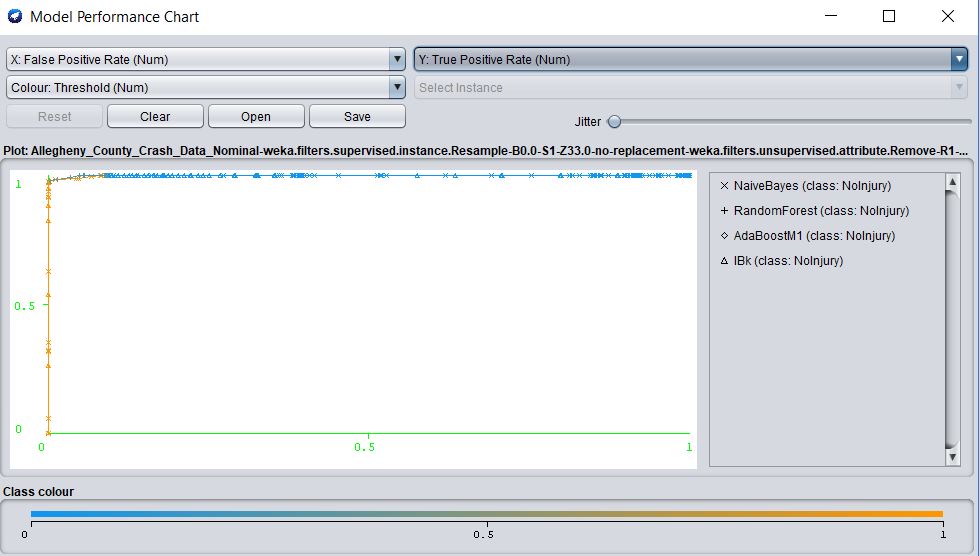 Model Performance Chart
X: False Positive Rate (Num)
Y: True Positive Rate (Num)
Colour: Threshold (Num)
Select Instance
Reset
Clear
Open
Save
Jitter
Plot: Allegheny_County_Crash_Data_Nominal-weka.filters.supervised.instance.Resample-B0.0-S1-Z33.0-no-replacement-weka.filters.unsupervised.attribute.Remove-R1-...
1
0.5
0
0
0.5
1
NaiveBayes (class: NoInjury)
RandomForest (class: NoInjury)
AdaBoostM1 (class: NoInjury)
IBk (class: NoInjury)
Class colour
0
0.5
1